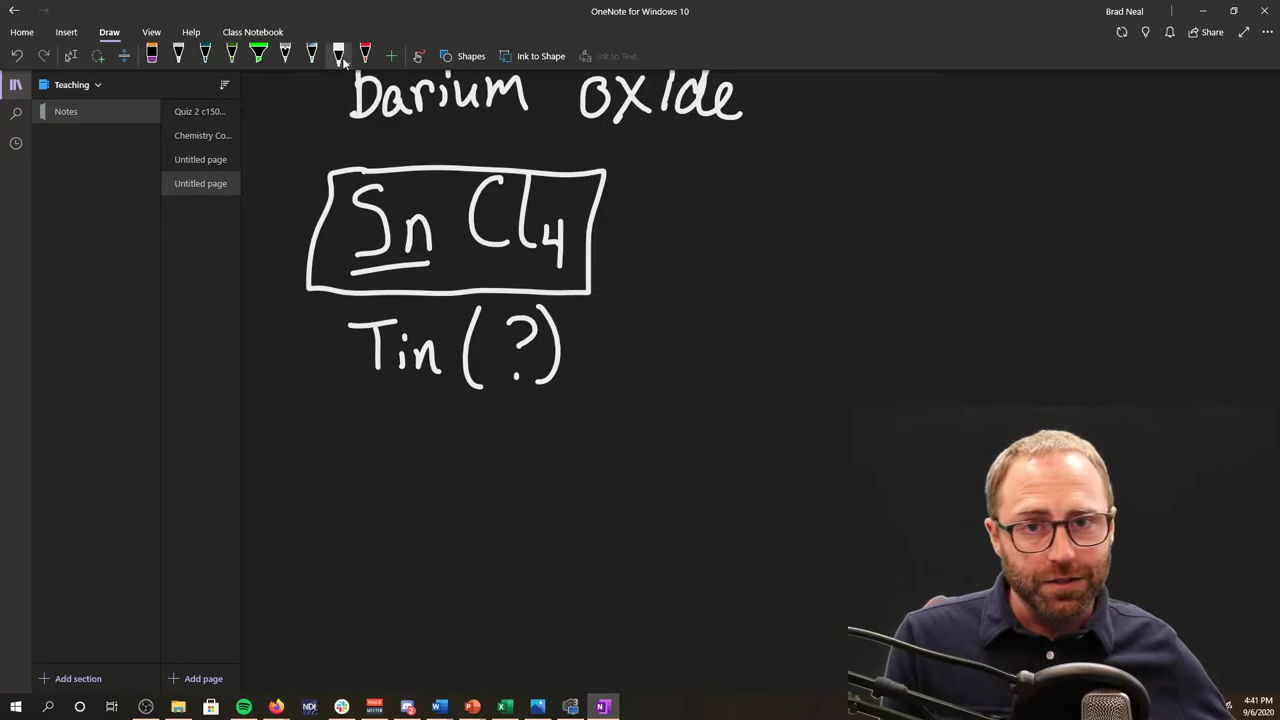 OneNote for Windows 10
Brad Neal
Home Insert Draw View Help Class Notebook
Share
Shapes Ink to Shape Ink to Text
Teaching
Notes
Quiz 2 c150...
Chemistry Co...
Untitled page
Untitled page
Barium oxide
Sn Cl4
Tin (?)
Add section
Add page
4:41 PM
9/6/2020